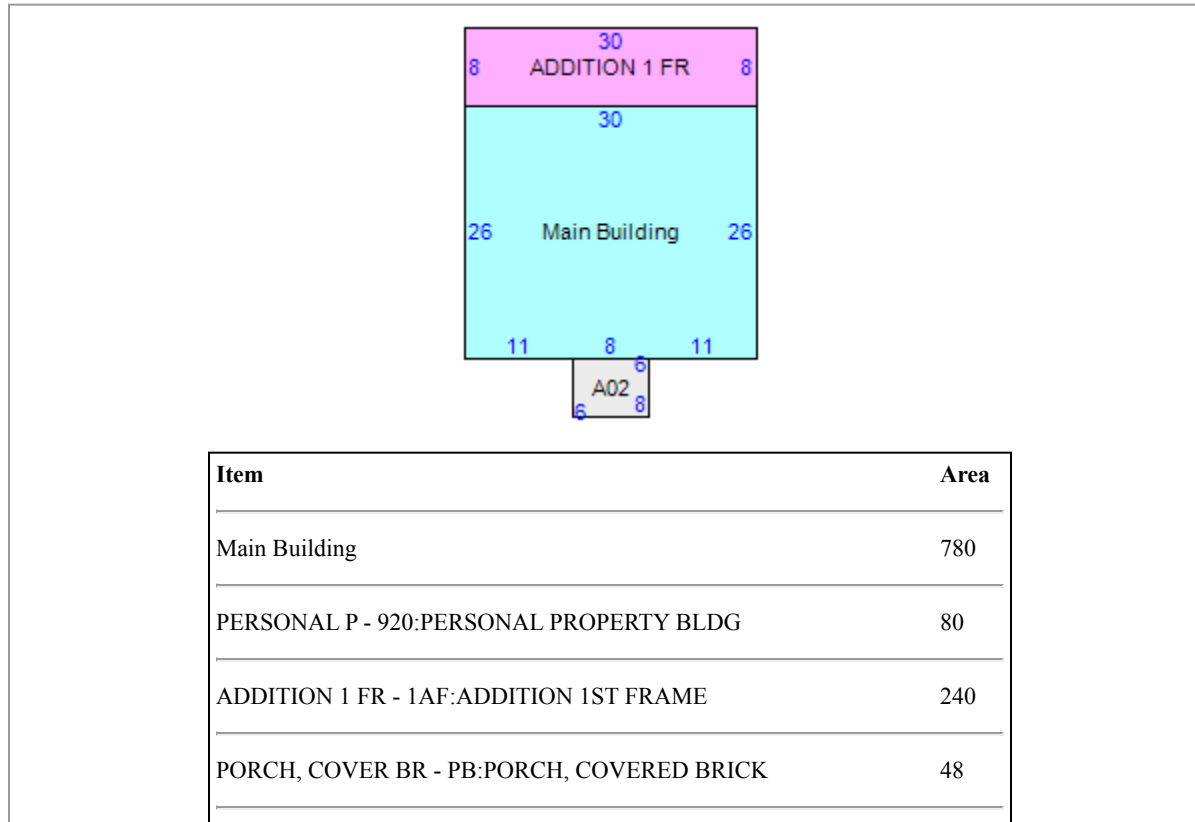 30
8 ADDITION 1 FR 8
30
26 Main Building 26
11 8 11
6
A02
6 8
Item Area
Main Building 780
PERSONAL P - 920:PERSONAL PROPERTY BLDG 80
ADDITION 1 FR - 1AF:ADDITION 1ST FRAME 240
PORCH, COVER BR - PB:PORCH, COVERED BRICK 48